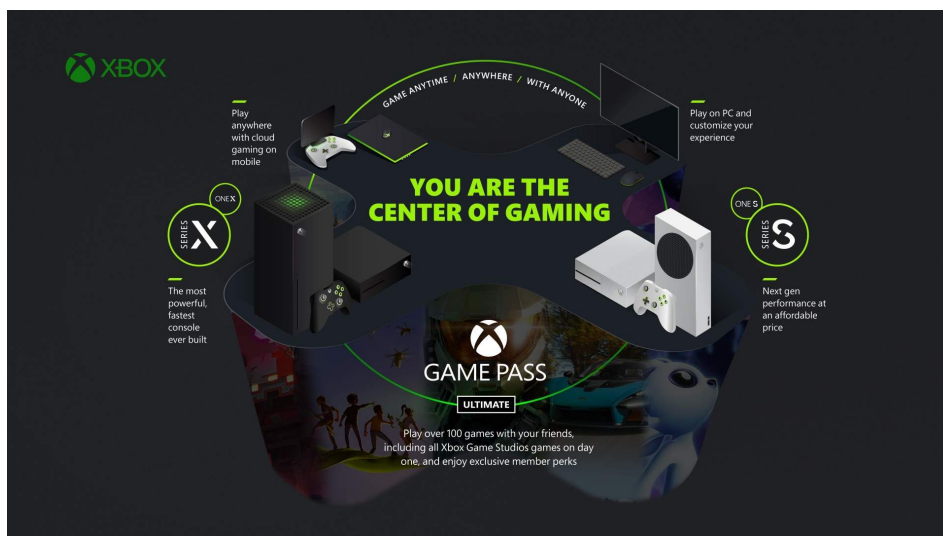 XBOX
GAME ANYTIME / ANYWHERE / WITH ANYONE
Play
anywhere
with cloud
gaming on
mobile
Play on PC and
customize your
experience
YOU ARE THE
CENTER OF GAMING
ONE X
SERIES X
The most
powerful,
fastest
console
ever built
ONE S
SERIES S
Next gen
performance at
an affordable
price
GAME PASS
ULTIMATE
Play over 100 games with your friends,
including all Xbox Game Studios games on day
one, and enjoy exclusive member perks